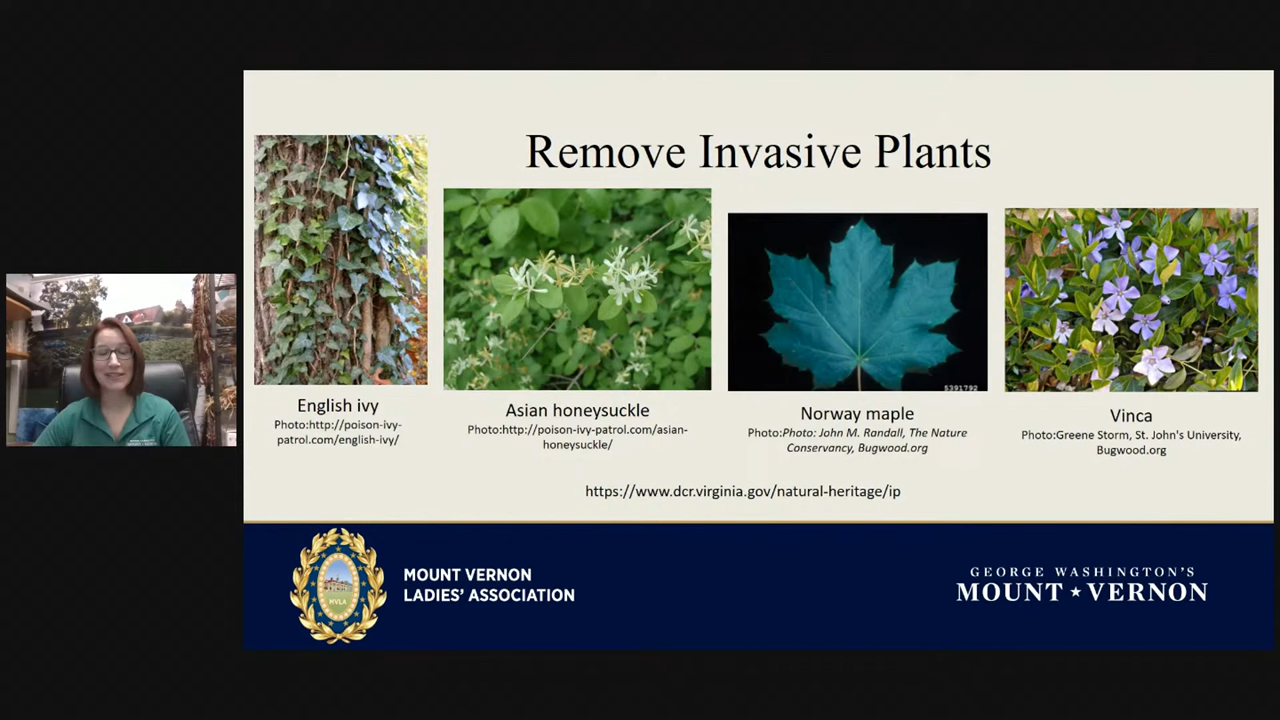 Remove Invasive Plants
English ivy
Photo:http://poison-ivy-
patrol.com/english-ivy/
Asian honeysuckle
Photo:http://poison-ivy-patrol.com/asian-
honeysuckle/
5391792
Norway maple
Photo:Photo: John M. Randall, The Nature
Conservancy, Bugwood.org
Vinca
Photo:Greene Storm, St. John's University,
Bugwood.org
https://www.dcr.virginia.gov/natural-heritage/ip
MVLA
MOUNT VERNON
LADIES' ASSOCIATION
GEORGE WASHINGTON'S
MOUNT★VERNON